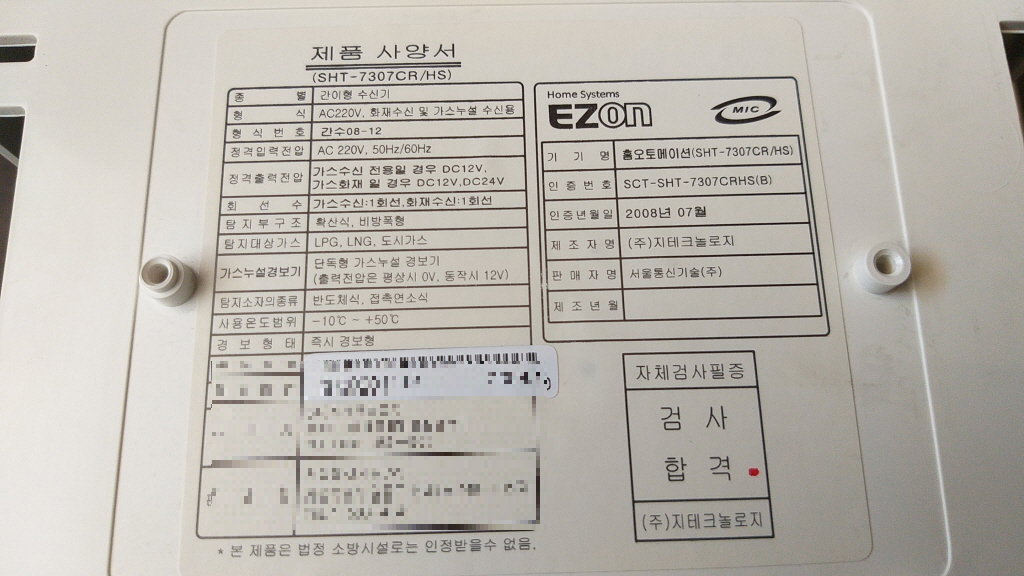 제품 사양서
(SHT-7307CR/HS)
종 별 간이형 수신기
형 식 AC220V, 화재수신 및 가스누설 수신용
형 식 번 호 간수08-12
정격입력전압 AC 220V, 50Hz/60Hz
정격출력전압 가스수신 전용일 경우 DC12V,
가스화재 일 경우 DC12V,DC24V
회 선 수 가스수신:1회선,화재수신:1회선
탐 지 부 구 조 확산식, 비방폭형
탐지대상가스 LPG, LNG, 도시가스
가스누설경보기 단독형 가스누설 경보기
(출력전압은 평상시 0V, 동작시 12V)
탐지소자의종류 반도체식, 접촉연소식
사용온도범위 -10℃ ~ +50℃
경 보 형 태 즉시 경보형
* 본 제품은 법정 소방시설로는 인정받을수 없음.
Home Systems
EZon
MIC
기 기 명 홈오토메이션(SHT-7307CR/HS)
인 증 번 호 SCT-SHT-7307CRHS(B)
인증년월일 2008년 07월
제 조 자 명 (주)지테크놀로지
판 매 자 명 서울통신기술(주)
제 조 년 월
자체검사필증
검 사
합 격
(주)지테크놀로지